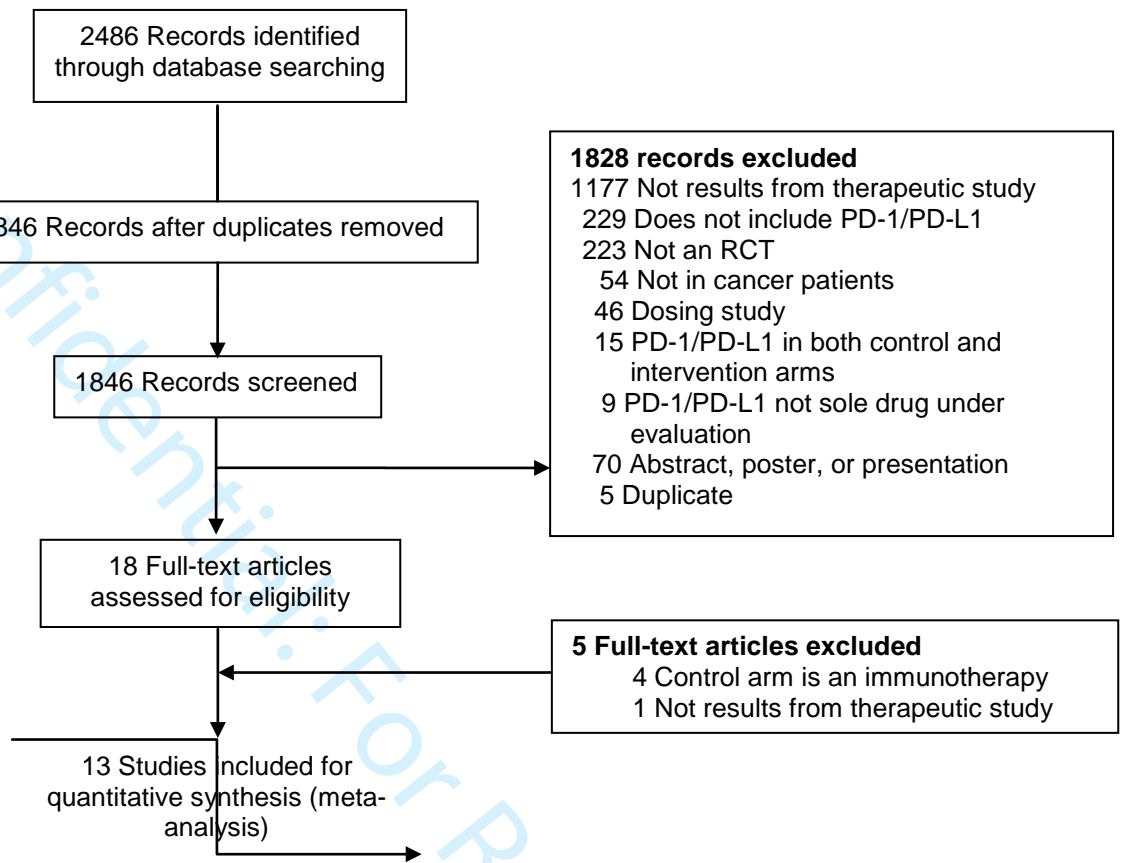 2486 Records identified
through database searching
846 Records after duplicates removed
1846 Records screened
1828 records excluded
1177 Not results from therapeutic study
229 Does not include PD-1/PD-L1
223 Not an RCT
54 Not in cancer patients
46 Dosing study
15 PD-1/PD-L1 in both control and
intervention arms
9 PD-1/PD-L1 not sole drug under
evaluation
70 Abstract, poster, or presentation
5 Duplicate
18 Full-text articles
assessed for eligibility
5 Full-text articles excluded
4 Control arm is an immunotherapy
1 Not results from therapeutic study
13 Studies included for
quantitative synthesis (meta-
analysis)
nfidential: For R